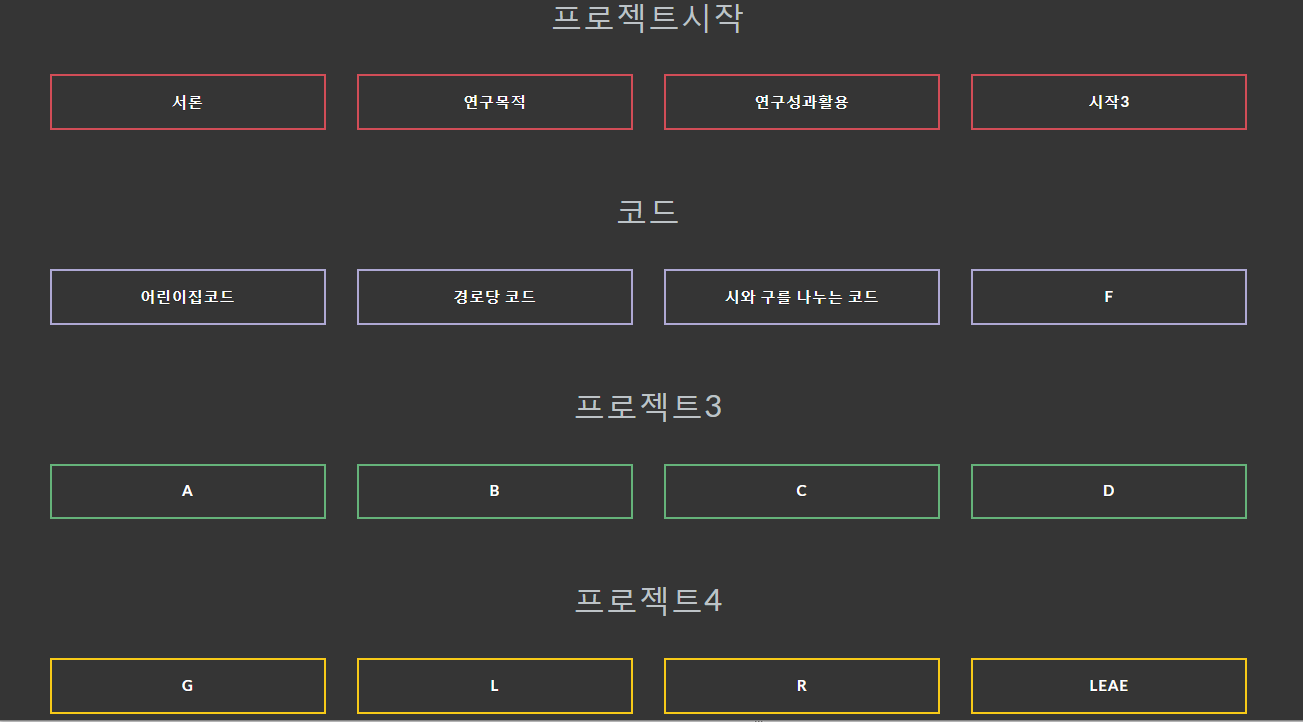 프로젝트시작
서론 연구목적 연구성과활용 시작3
코드
어린이집코드 경로당 코드 시와 구를 나누는 코드 F
프로젝트3
A B C D
프로젝트4
G L R LEAE